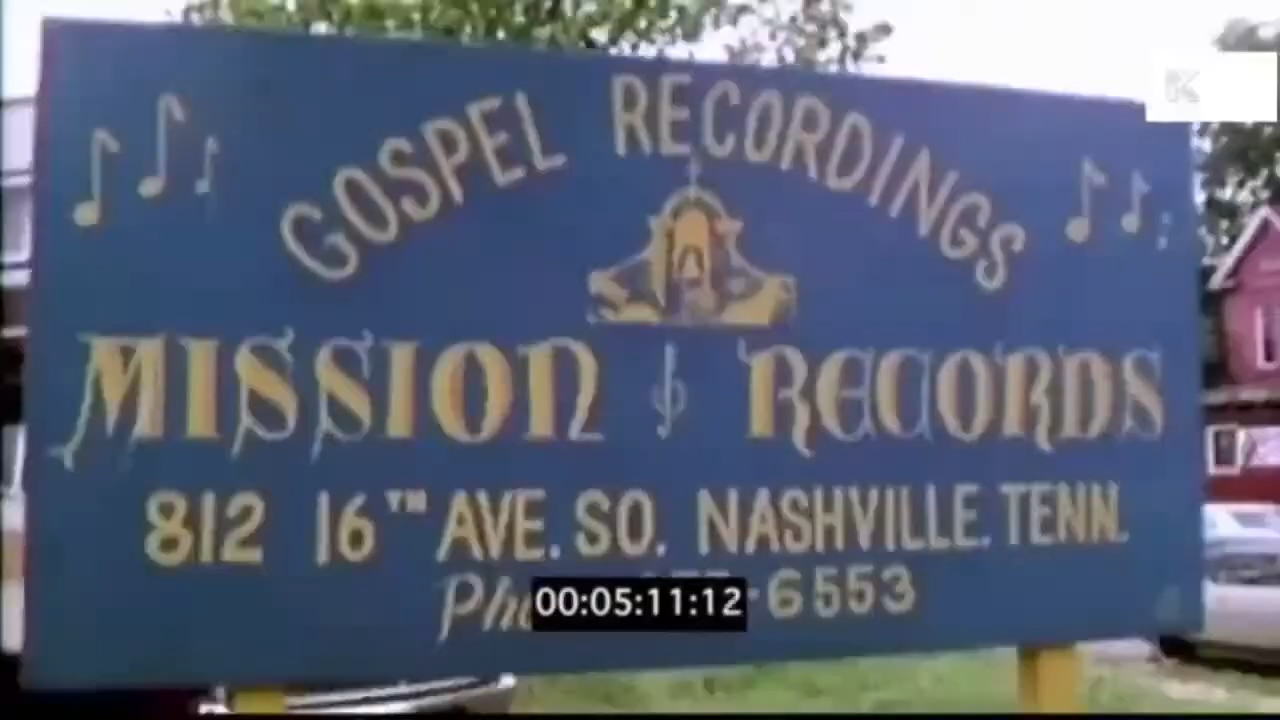 K
GOSPEL RECORDINGS
MISSION RECORDS
812 16TH AVE. SO. NASHVILLE. TENN.
-6553
00:05:11:12